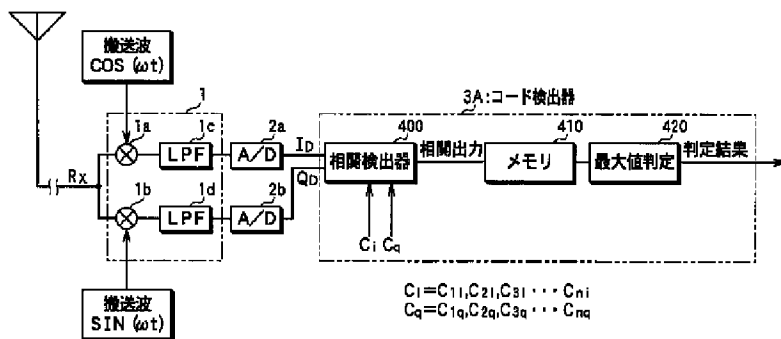 搬送波
COS (ωt)
1
3A:コード検出器
1a
1c
2a
400
410
420
LPF
A/D
ID
相関検出器
相関出力
メモリ
最大値判定
判定結果
Rx
1b
1d
2b
QD
LPF
A/D
Ci Cq
搬送波
SIN (ωt)
CI=C1I,C2I,C3I・・・Cni
Cq=C1q,C2q,C3q・・・Cnq